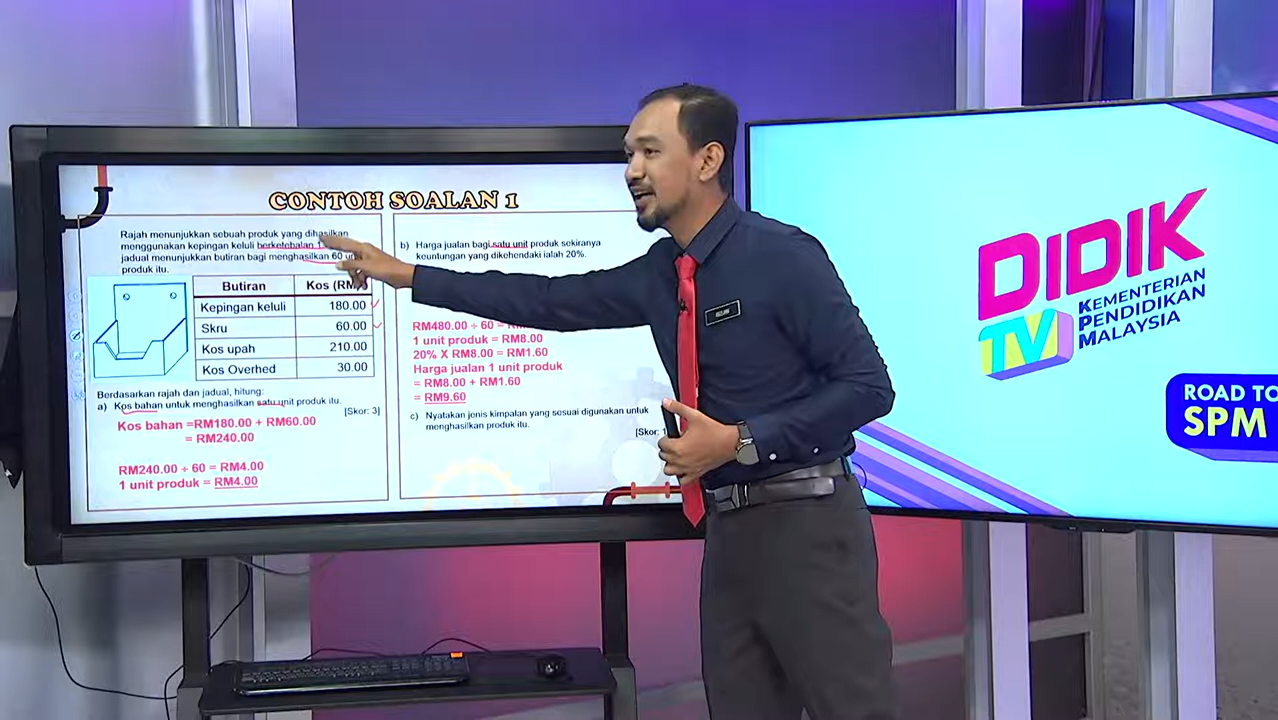 CONTOH SOALAN 1
Rajah menunjukkan sebuah produk yang dihasilkan
menggunakan kepingan keluli berketebalan
jadual menunjukkan butiran bagi menghasilkan 60
produk itu.
Butiran Kos (RM)
Kepingan keluli 180.00
Skru 60.00
Kos upah 210.00
Kos Overhed 30.00
Berdasarkan rajah dan jadual, hitung:
a) Kos bahan untuk menghasilkan satu unit produk itu.
[Skor: 3]
Kos bahan =RM180.00 + RM60.00
= RM240.00
RM240.00 ÷ 60 = RM4.00
1 unit produk = RM4.00
b) Harga jualan bagi satu unit produk sekiranya
keuntungan yang dikehendaki ialah 20%.
RM480.00 ÷ 60 =
1 unit produk = RM8.00
20% X RM8.00 = RM1.60
Harga jualan 1 unit produk
= RM8.00 + RM1.60
= RM9.60
c) Nyatakan jenis kimpalan yang sesuai digunakan untuk
menghasilkan produk itu.
[Skor: 1
DIDIK
TV
KEMENTERIAN
PENDIDIKAN
MALAYSIA
ROAD TO
SPM